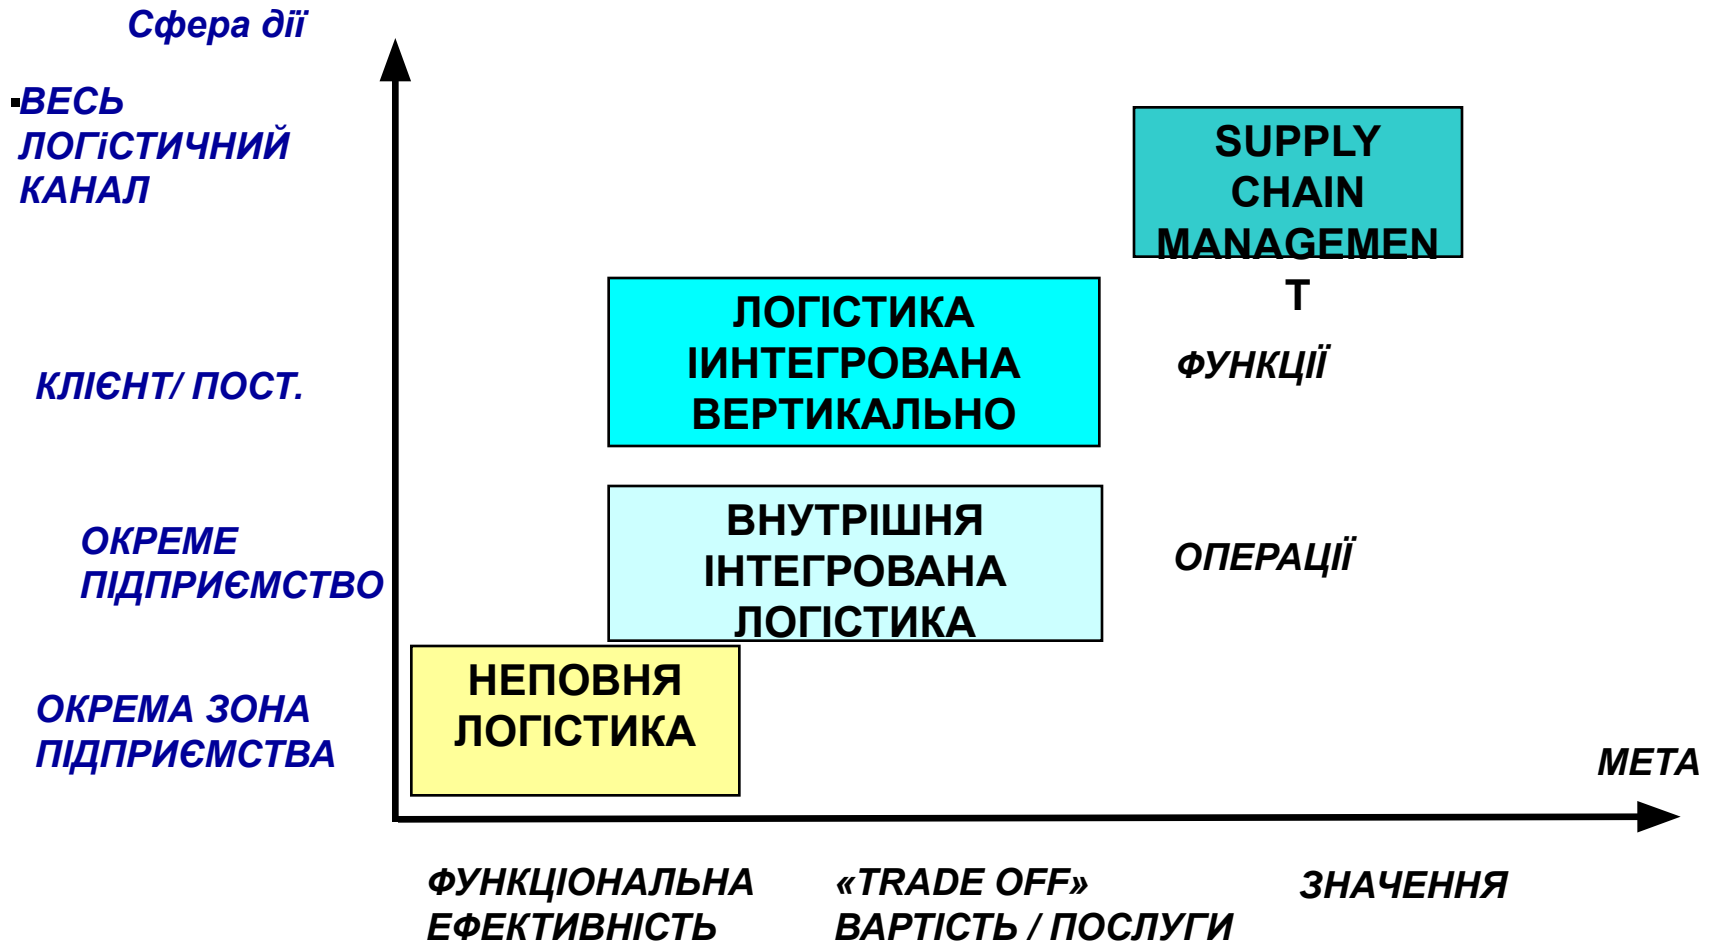 Сфера дії
ВЕСЬ
ЛОГіСТИЧНИЙ
КАНАЛ
SUPPLY
CHAIN
MANAGEMEN
T
ЛОГІСТИКА
ІИНТЕГРОВАНА
ВЕРТИКАЛЬНО
ФУНКЦІЇ
КЛІЄНТ/ ПОСТ.
ВНУТРІШНЯ
ІНТЕГРОВАНА
ЛОГІСТИКА
ОПЕРАЦІЇ
ОКРЕМЕ
ПІДПРИЄМСТВО
НЕПОВНЯ
ЛОГІСТИКА
ОКРЕМА ЗОНА
ПІДПРИЄМСТВА
МЕТА
ФУНКЦІОНАЛЬНА
ЕФЕКТИВНІСТЬ
«TRADE OFF»
ВАРТІСТЬ / ПОСЛУГИ
ЗНАЧЕННЯ